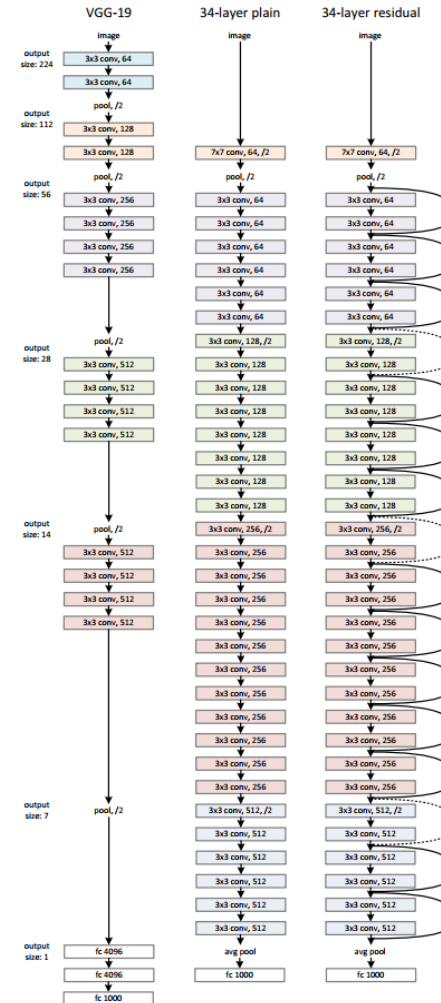 VGG-19
image
output
size: 224
3x3 conv, 64
3x3 conv, 64
output
size: 112
pool, /2
3x3 conv, 128
3x3 conv, 128
output
size: 56
pool, /2
3x3 conv, 256
3x3 conv, 256
3x3 conv, 256
3x3 conv, 256
output
size: 28
pool, /2
3x3 conv, 512
3x3 conv, 512
3x3 conv, 512
3x3 conv, 512
output
size: 14
pool, /2
3x3 conv, 512
3x3 conv, 512
3x3 conv, 512
3x3 conv, 512
output
size: 7
pool, /2
output
size: 1
fc 4096
fc 4096
fc 1000
34-layer plain
image
7x7 conv, 64, /2
pool, /2
3x3 conv, 64
3x3 conv, 64
3x3 conv, 64
3x3 conv, 64
3x3 conv, 64
3x3 conv, 64
3x3 conv, 128, /2
3x3 conv, 128
3x3 conv, 128
3x3 conv, 128
3x3 conv, 128
3x3 conv, 128
3x3 conv, 128
3x3 conv, 128
3x3 conv, 256, /2
3x3 conv, 256
3x3 conv, 256
3x3 conv, 256
3x3 conv, 256
3x3 conv, 256
3x3 conv, 256
3x3 conv, 256
3x3 conv, 256
3x3 conv, 256
3x3 conv, 256
3x3 conv, 256
3x3 conv, 512, /2
3x3 conv, 512
3x3 conv, 512
3x3 conv, 512
3x3 conv, 512
3x3 conv, 512
avg pool
fc 1000
34-layer residual
image
7x7 conv, 64, /2
pool, /2
3x3 conv, 64
3x3 conv, 64
3x3 conv, 64
3x3 conv, 64
3x3 conv, 64
3x3 conv, 64
3x3 conv, 128, /2
3x3 conv, 128
3x3 conv, 128
3x3 conv, 128
3x3 conv, 128
3x3 conv, 128
3x3 conv, 128
3x3 conv, 128
3x3 conv, 256, /2
3x3 conv, 256
3x3 conv, 256
3x3 conv, 256
3x3 conv, 256
3x3 conv, 256
3x3 conv, 256
3x3 conv, 256
3x3 conv, 256
3x3 conv, 256
3x3 conv, 256
3x3 conv, 256
3x3 conv, 512, /2
3x3 conv, 512
3x3 conv, 512
3x3 conv, 512
3x3 conv, 512
3x3 conv, 512
avg pool
fc 1000